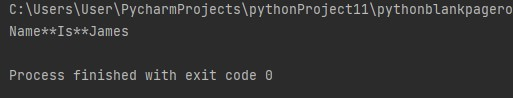 C:\Users\User\PycharmProjects\pythonProject11\pythonblankpagero
Name**Is**James
Process finished with exit code 0